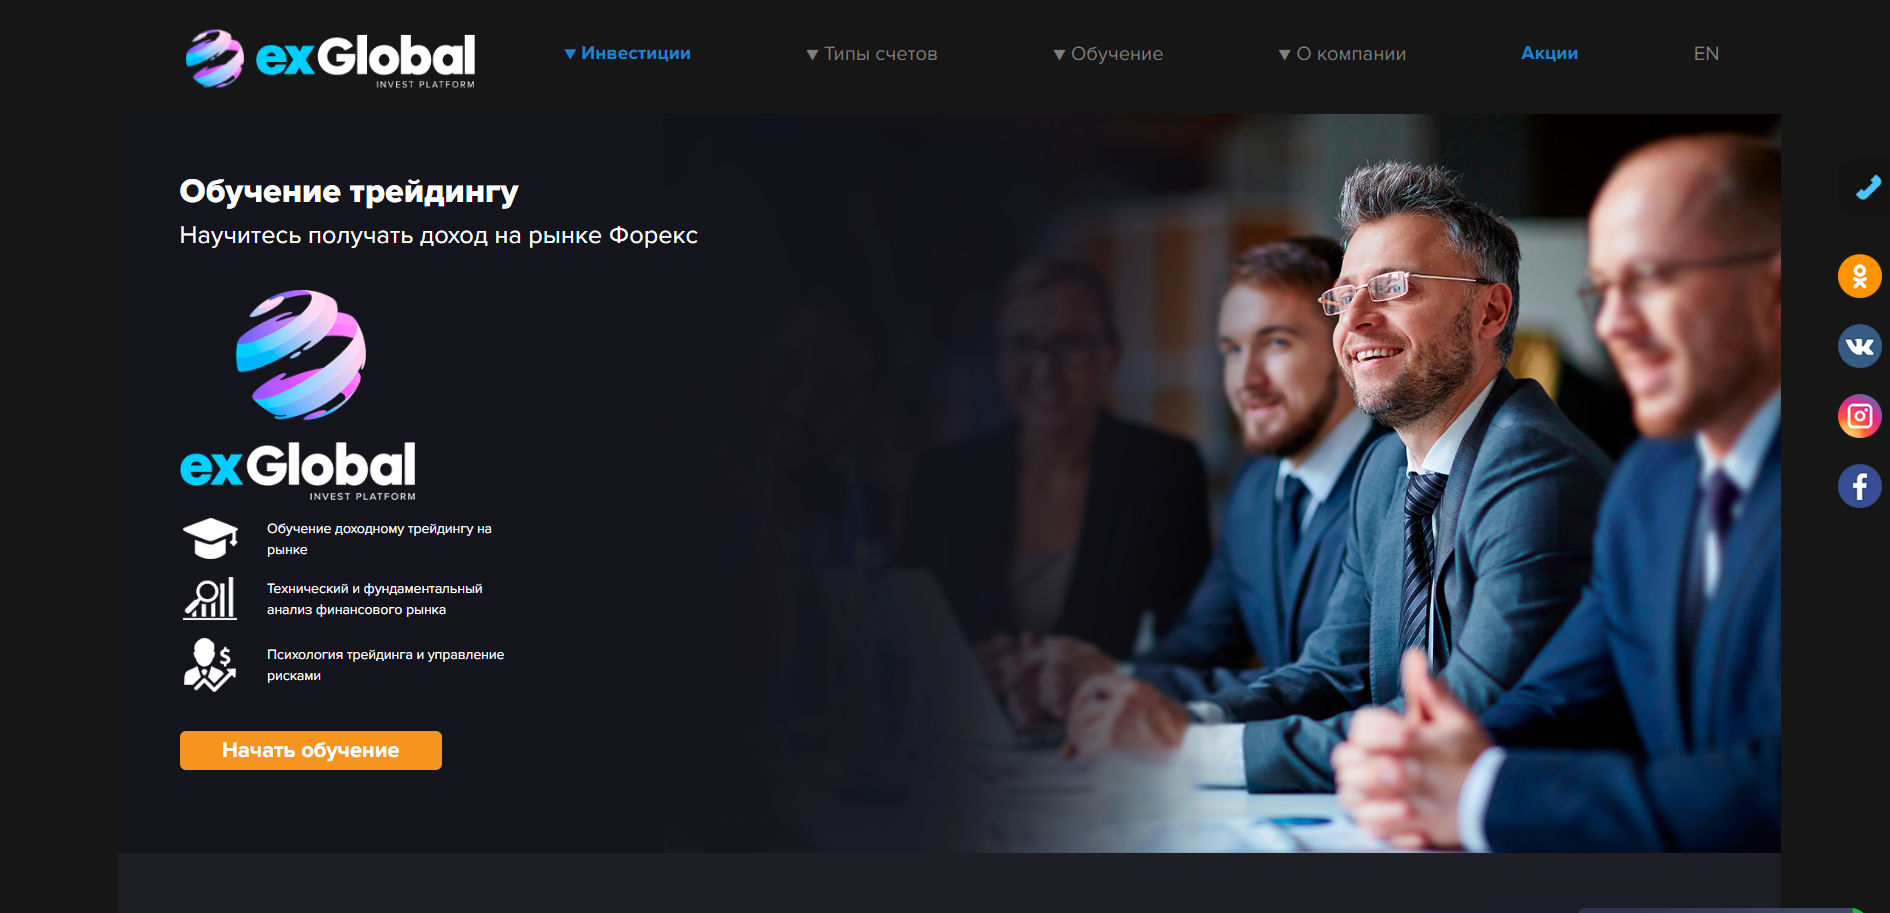 exGlobal
INVEST PLATFORM
▼ Инвестиции
▼ Типы счетов
▼ Обучение
▼ О компании
Акции
EN
Обучение трейдингу
Научитесь получать доход на рынке Форекс
exGlobal
INVEST PLATFORM
Обучение доходному трейдингу на
рынке
Технический и фундаментальный
анализ финансового рынка
Психология трейдинга и управление
рисками
Начать обучение